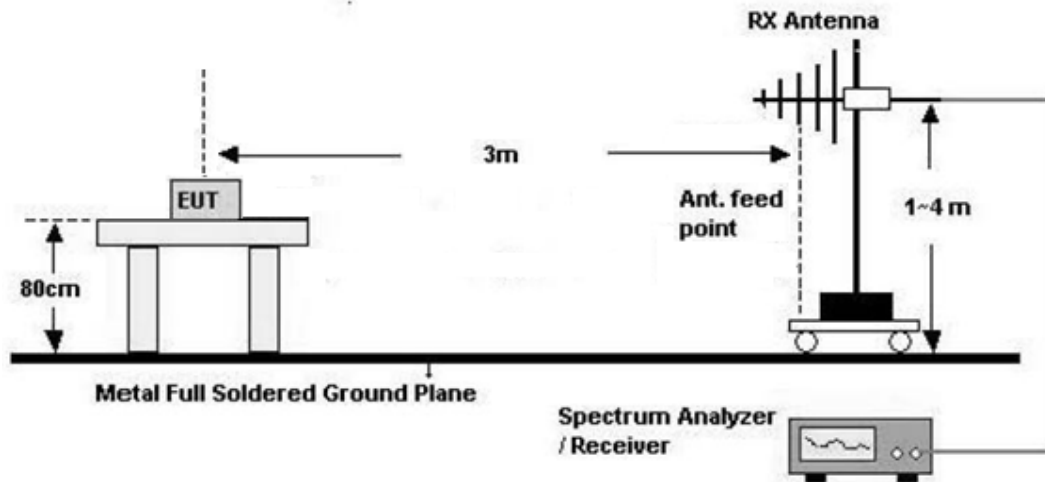 RX Antenna
3m
EUT
Ant. feed
point
1~4 m
80cm
Metal Full Soldered Ground Plane
Spectrum Analyzer
/ Receiver